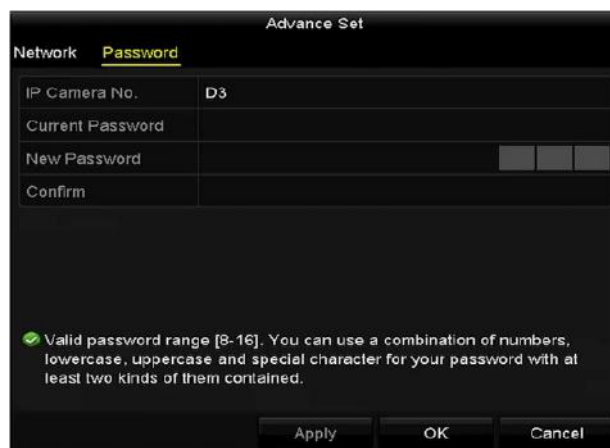 Advance Set
Network Password
IP Camera No. D3
Current Password
New Password
Confirm
Valid password range [8-16]. You can use a combination of numbers,
lowercase, uppercase and special character for your password with at
least two kinds of them contained.
Apply OK Cancel